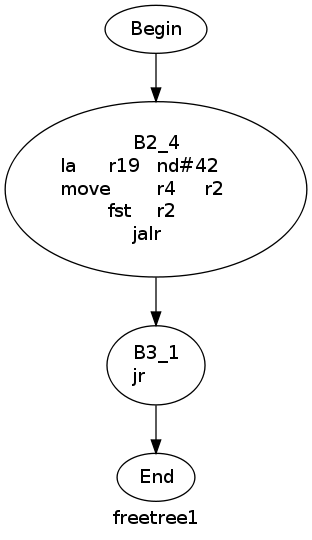 Begin
B2_4
la r19 nd#42
move r4 r2
fst r2
jalr
B3_1
jr
End
freetree1